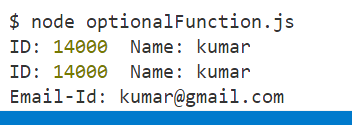 $ node optionalFunction.js
ID: 14000  Name: kumar
ID: 14000  Name: kumar
Email-Id: kumar@gmail.com